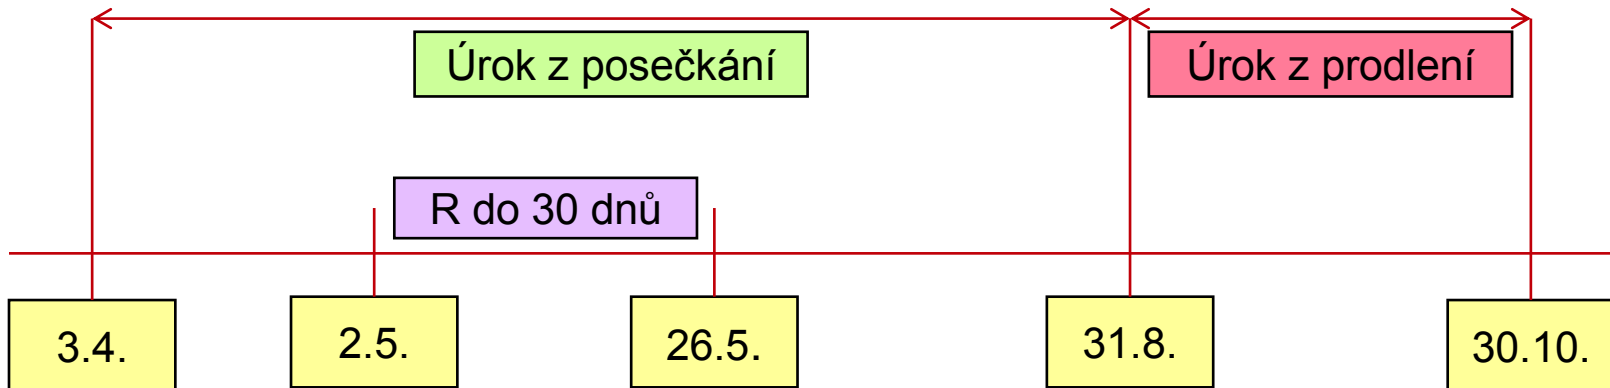 Úrok z posečkání
Úrok z prodlení
R do 30 dnů
3.4.
2.5.
26.5.
31.8.
30.10.